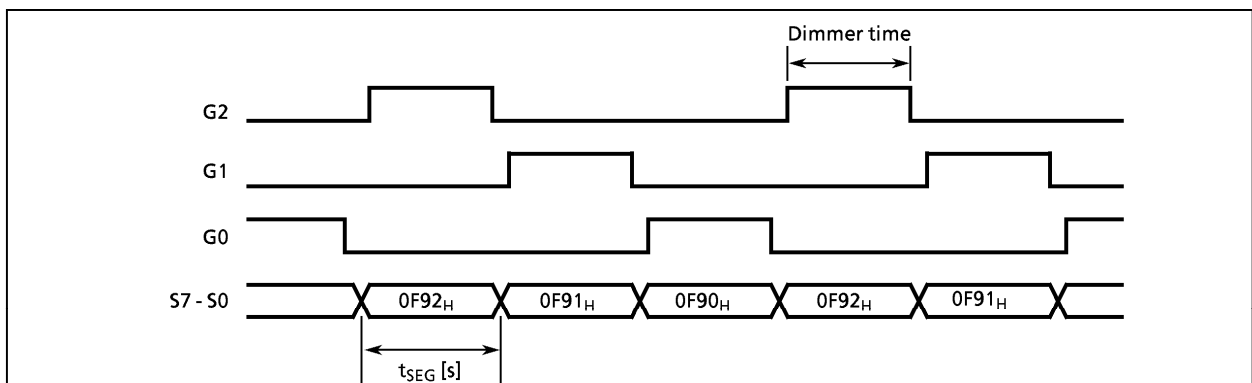 Dimmer time
G2
G1
G0
S7 - S0
0F92H 0F91H 0F90H 0F92H 0F91H
tSEG [s]